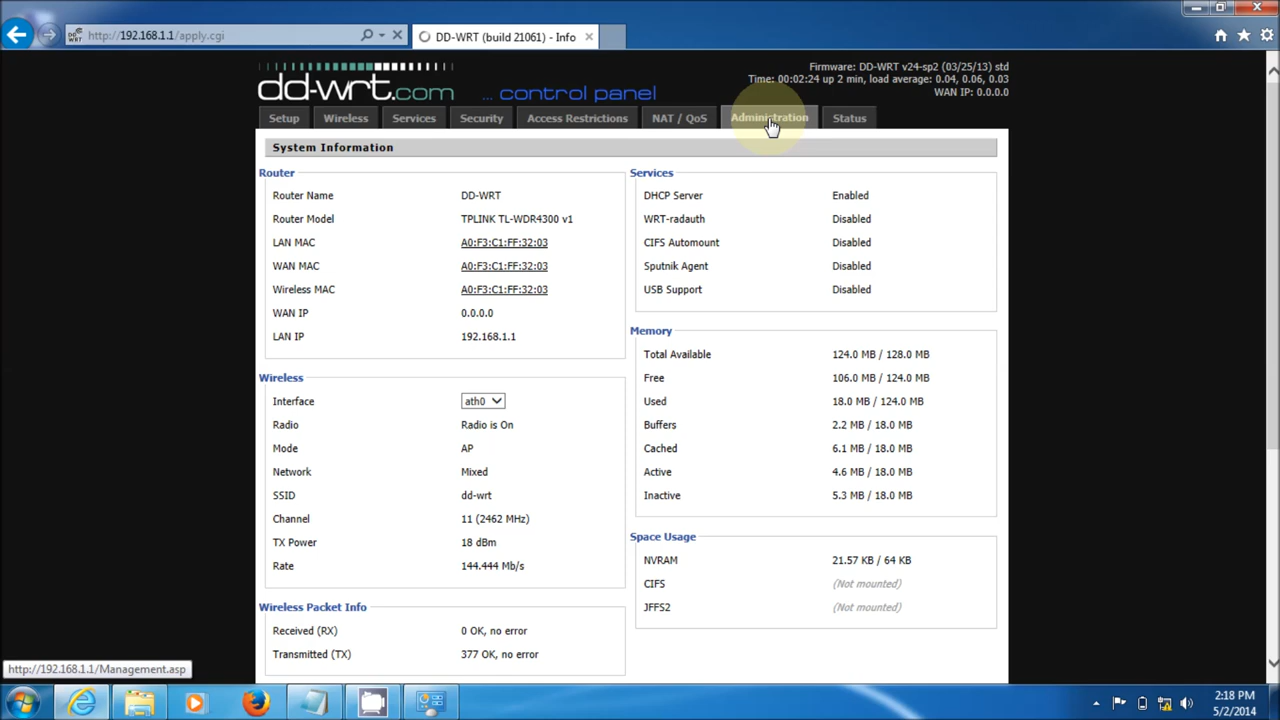 http://192.168.1.1/apply.cgi
DD-WRT (build 21061) - Info
Firmware: DD-WRT v24-sp2 (03/25/13) std
Time: 00:02:24 up 2 min, load average: 0.04, 0.06, 0.03
WAN IP: 0.0.0.0
dd-wrt.com ... control panel
Setup Wireless Services Security Access Restrictions NAT / QoS Administration Status
System Information
Router
Router Name DD-WRT
Router Model TPLINK TL-WDR4300 v1
LAN MAC A0:F3:C1:FF:32:03
WAN MAC A0:F3:C1:FF:32:03
Wireless MAC A0:F3:C1:FF:32:03
WAN IP 0.0.0.0
LAN IP 192.168.1.1
Wireless
Interface ath0
Radio Radio is On
Mode AP
Network Mixed
SSID dd-wrt
Channel 11 (2462 MHz)
TX Power 18 dBm
Rate 144.444 Mb/s
Wireless Packet Info
Received (RX) 0 OK, no error
Transmitted (TX) 377 OK, no error
Services
DHCP Server Enabled
WRT-radauth Disabled
CIFS Automount Disabled
Sputnik Agent Disabled
USB Support Disabled
Memory
Total Available 124.0 MB / 128.0 MB
Free 106.0 MB / 124.0 MB
Used 18.0 MB / 124.0 MB
Buffers 2.2 MB / 18.0 MB
Cached 6.1 MB / 18.0 MB
Active 4.6 MB / 18.0 MB
Inactive 5.3 MB / 18.0 MB
Space Usage
NVRAM 21.57 KB / 64 KB
CIFS (Not mounted)
JFFS2 (Not mounted)
http://192.168.1.1/Management.asp
2:18 PM
5/2/2014